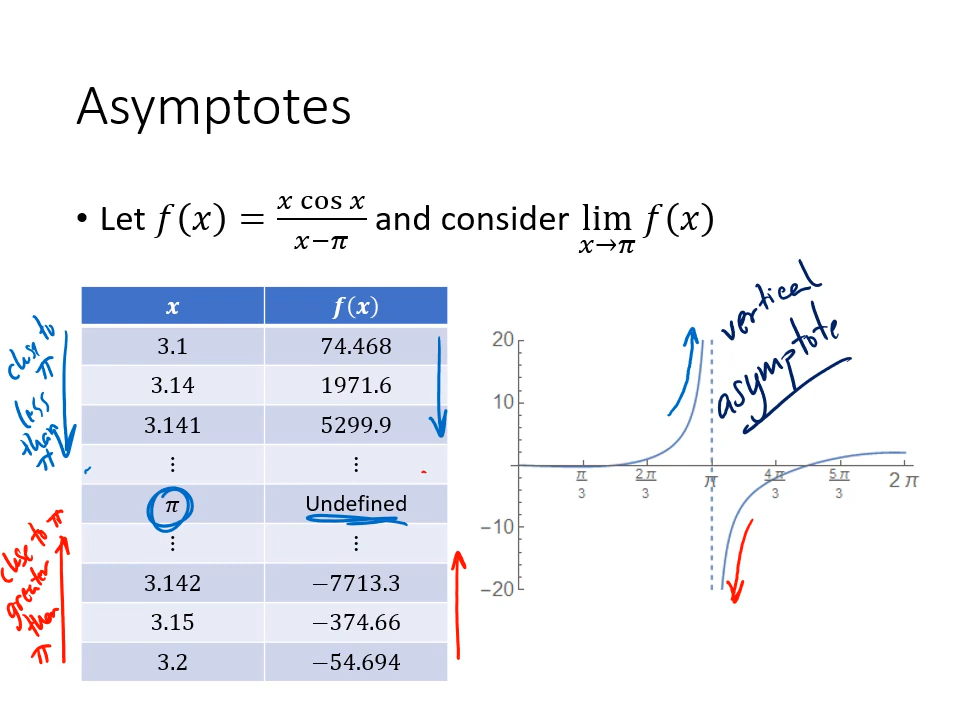 Asymptotes
• Let f(x) = (x cos x)/(x−π) and consider lim x→π f(x)
x f(x)
3.1 74.468
3.14 1971.6
3.141 5299.9
⋮ ⋮
π Undefined
⋮ ⋮
3.142 −7713.3
3.15 −374.66
3.2 −54.694
close to
π
less
than
π
close to π
greater
than
π
vertical
asymptote
20
10
−10
−20
π/3 2π/3 π 4π/3 5π/3 2π